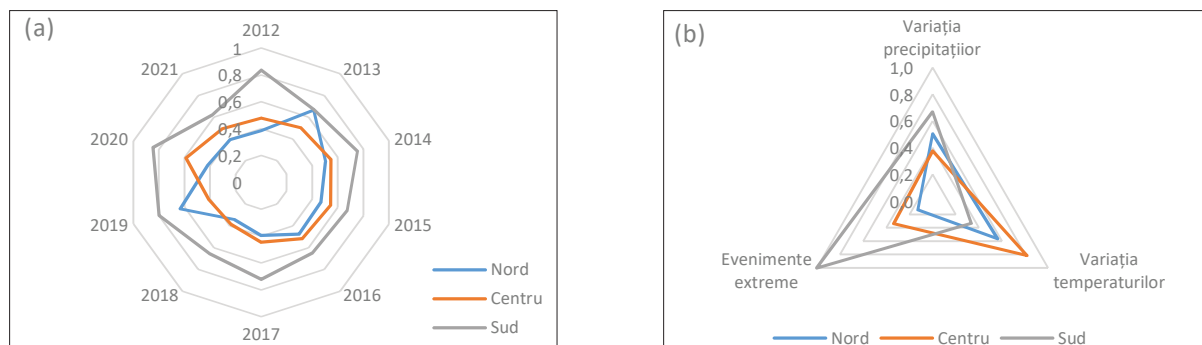 (a)
2012
2013
2014
2015
2016
2017
2018
2019
2020
2021
1
0,8
0,6
0,4
0,2
0
Nord
Centru
Sud
(b)
Variația
precipitațiior
1,0
0,8
0,6
0,4
0,2
0,0
Evenimente
extreme
Variația
temperaturilor
Nord Centru Sud